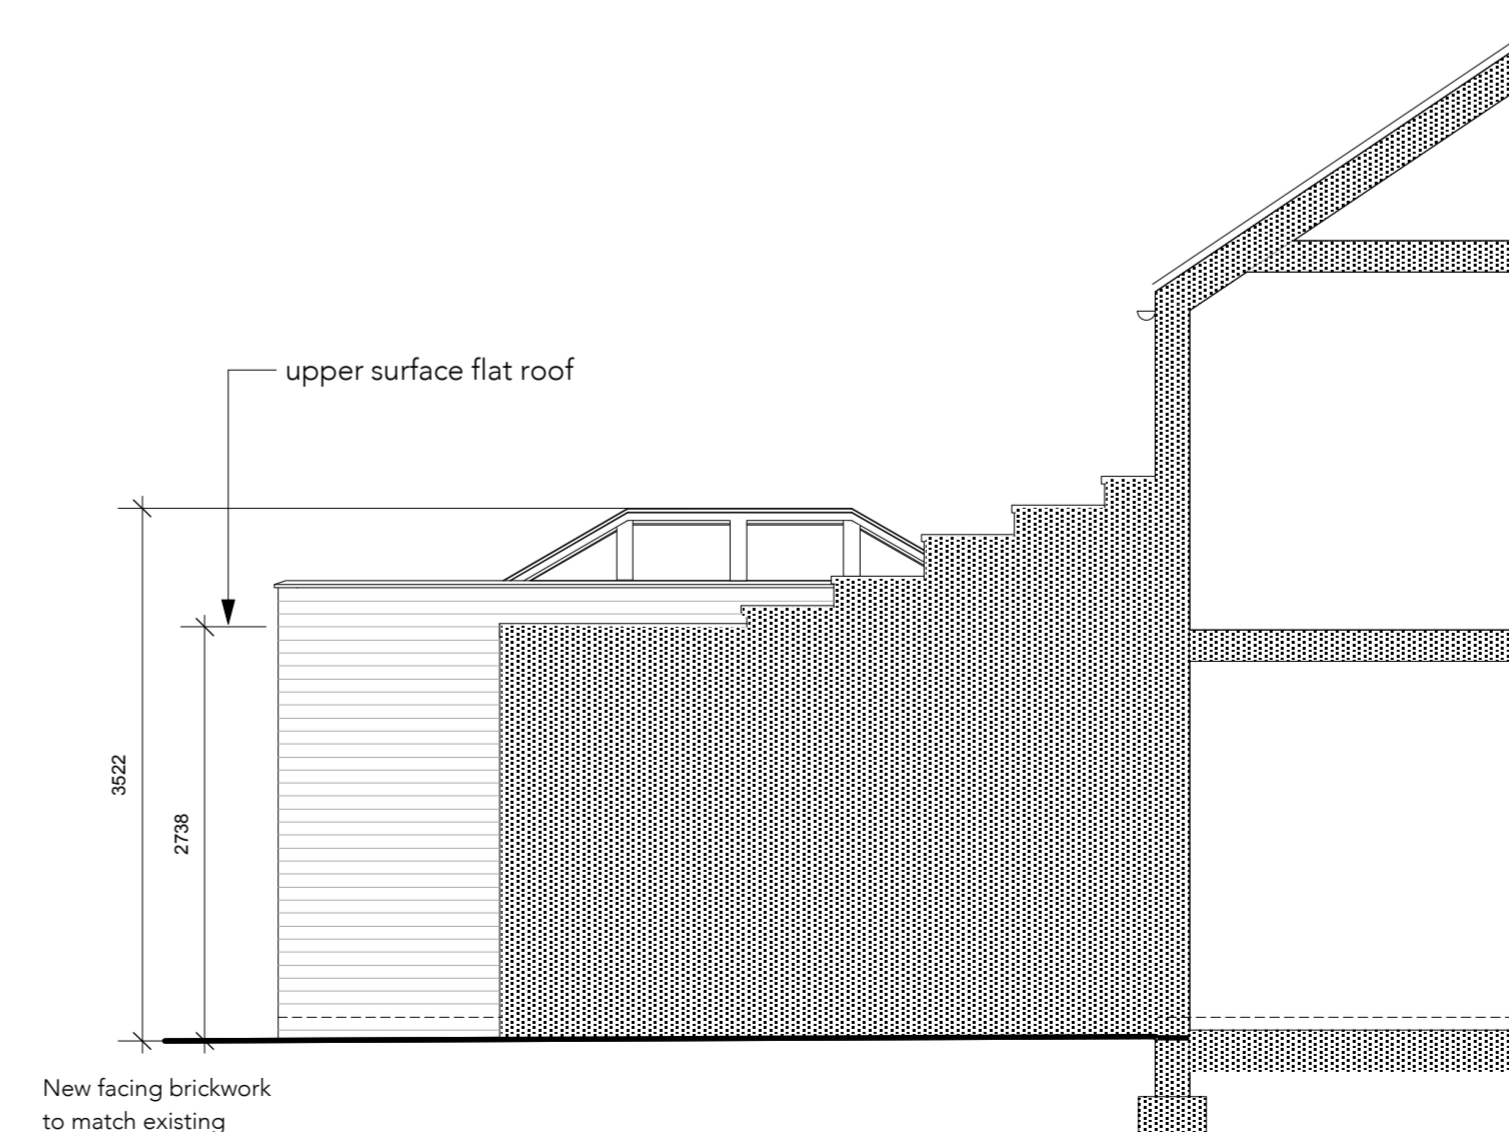 upper surface flat roof
3522
2738
New facing brickwork
to match existing